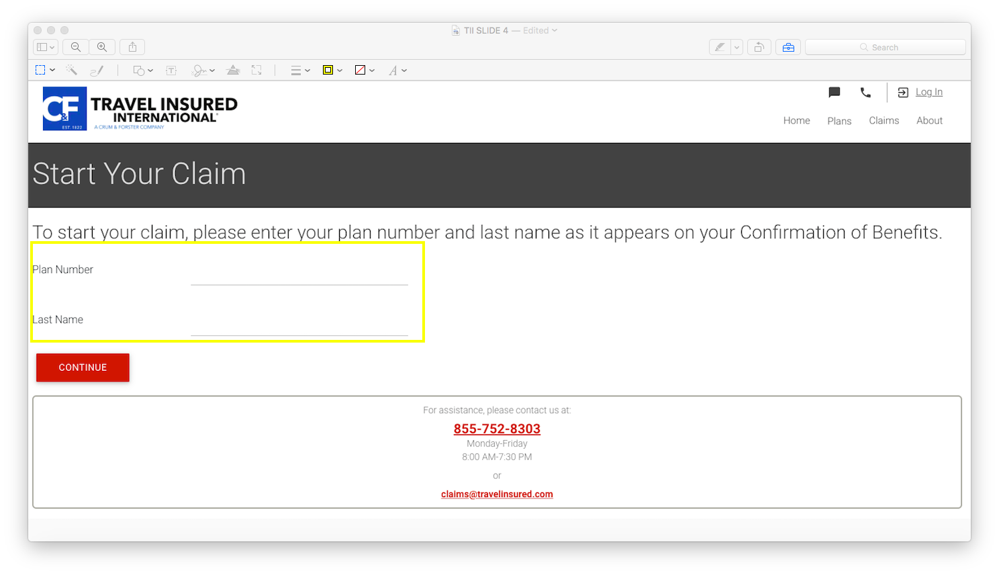 TII SLIDE 4 — Edited
Search
C&F
EST. 1822
TRAVEL INSURED
INTERNATIONAL®
A CRUM & FORSTER COMPANY
Log In
Home Plans Claims About
Start Your Claim
To start your claim, please enter your plan number and last name as it appears on your Confirmation of Benefits.
Plan Number
Last Name
CONTINUE
For assistance, please contact us at:
855-752-8303
Monday-Friday
8:00 AM-7:30 PM
or
claims@travelinsured.com